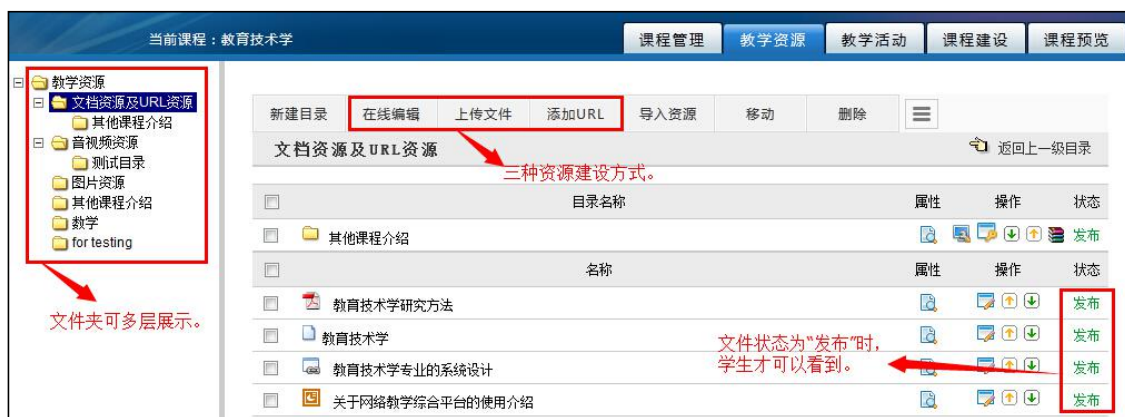 当前课程：教育技术学
课程管理 教学资源 教学活动 课程建设 课程预览
教学资源
文档资源及URL资源
其他课程介绍
音视频资源
测试目录
图片资源
其他课程介绍
数学
for testing
文件夹可多层展示。
新建目录 在线编辑 上传文件 添加URL 导入资源 移动 删除
文档资源及URL资源 返回上一级目录
三种资源建设方式。
目录名称 属性 操作 状态
其他课程介绍 发布
名称 属性 操作 状态
教育技术学研究方法 发布
教育技术学 发布
文件状态为“发布”时，
学生才可以看到。
教育技术学专业的系统设计 发布
关于网络教学综合平台的使用介绍 发布